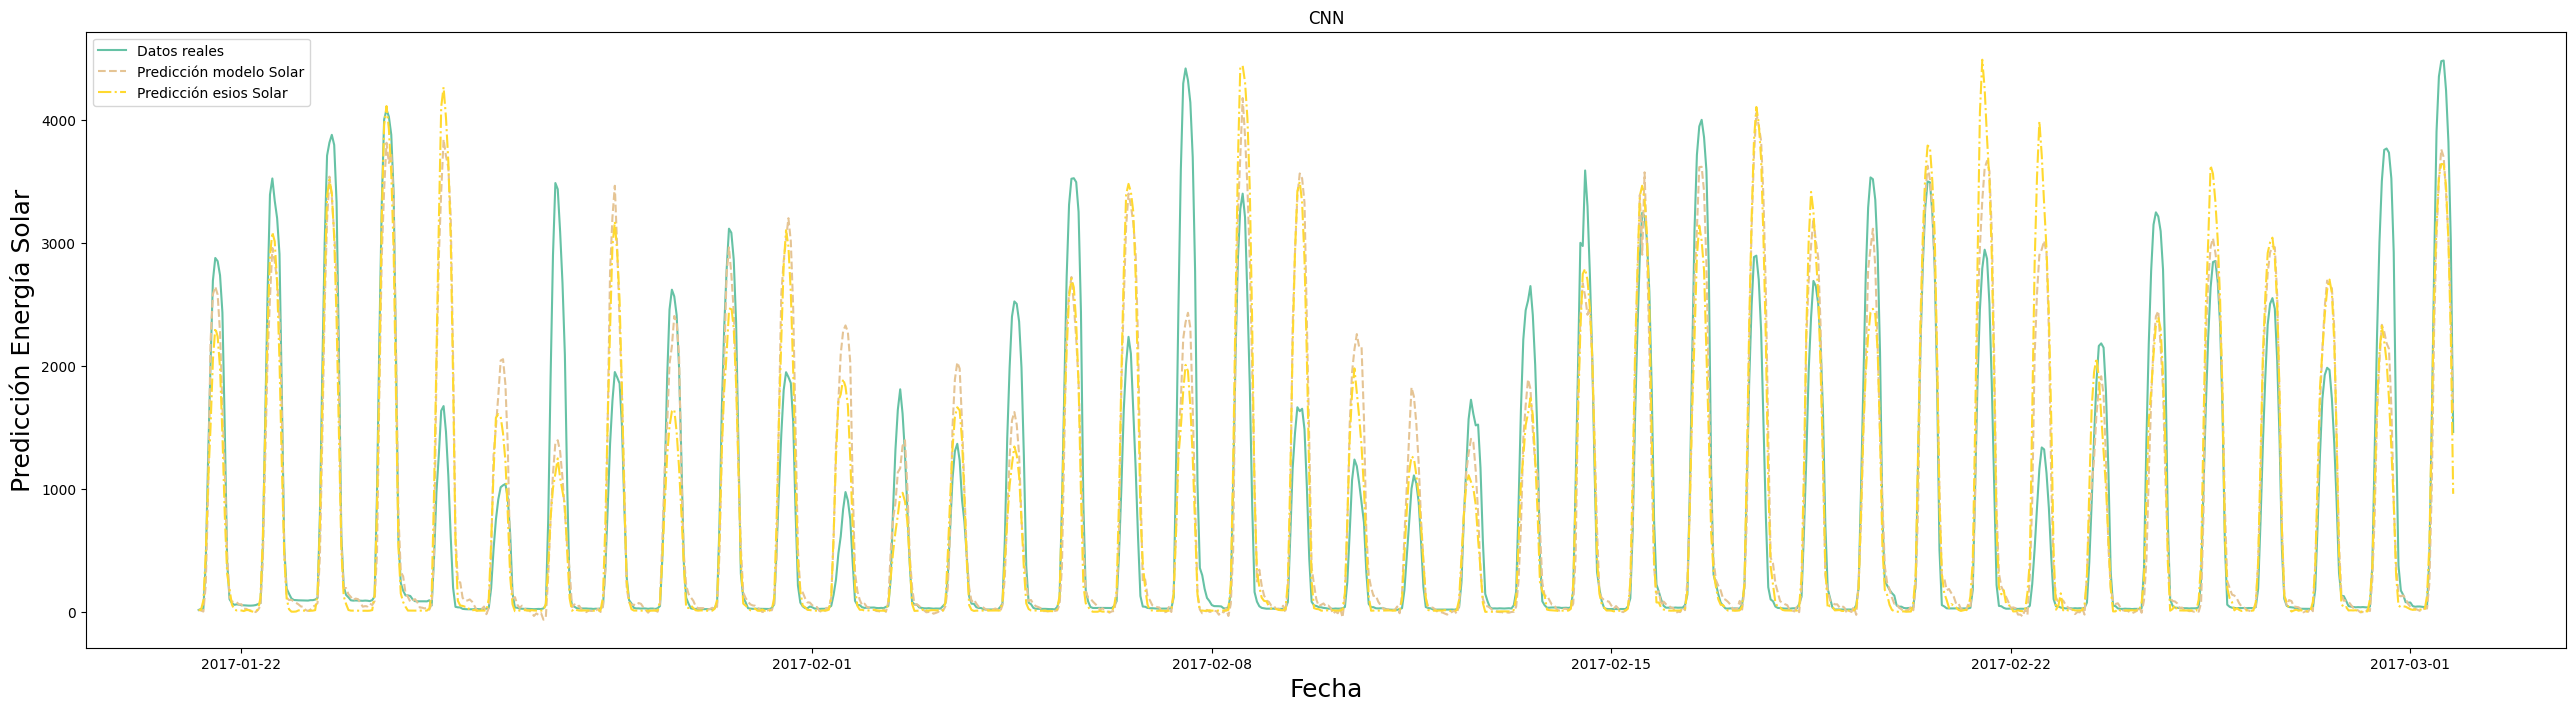 CNN
Datos reales
Predicción modelo Solar
Predicción esios Solar
Predicción Energía Solar
4000
3000
2000
1000
0
2017-01-22
2017-02-01
2017-02-08
2017-02-15
2017-02-22
2017-03-01
Fecha